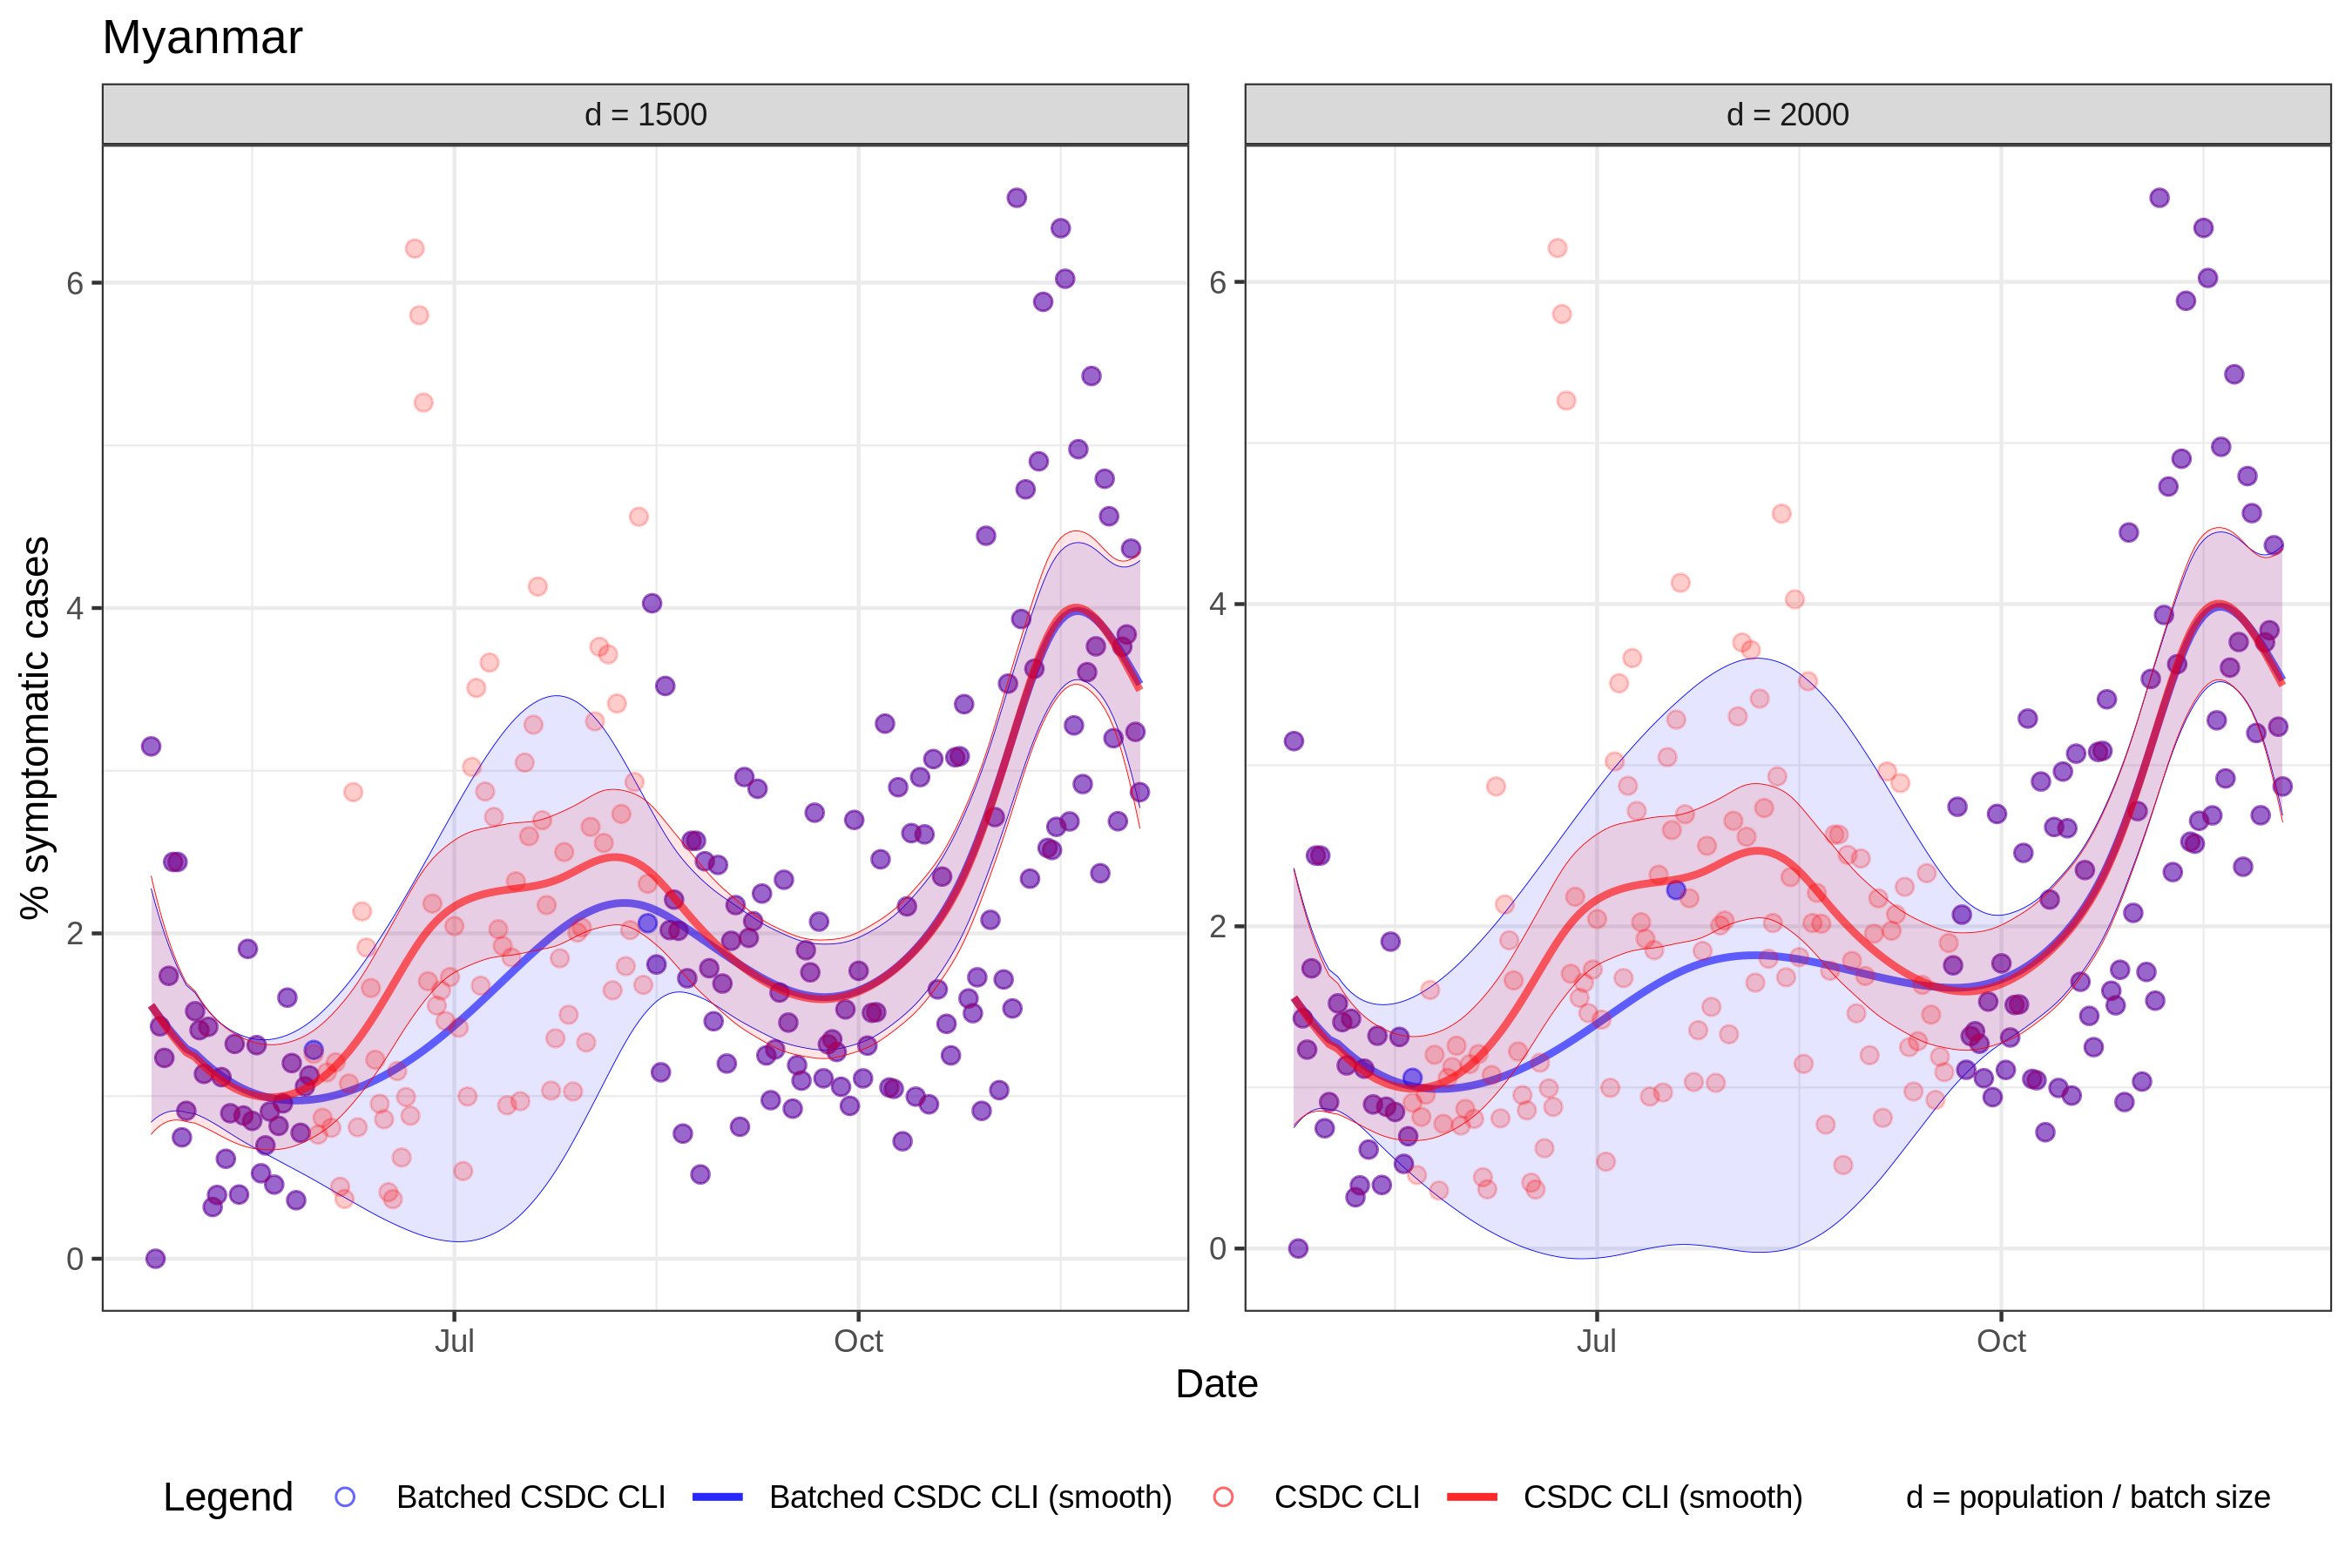 Myanmar
d = 1500
d = 2000
% symptomatic cases
6
4
2
0
6
4
2
0
Jul
Oct
Jul
Oct
Date
Legend
Batched CSDC CLI
Batched CSDC CLI (smooth)
CSDC CLI
CSDC CLI (smooth)
d = population / batch size